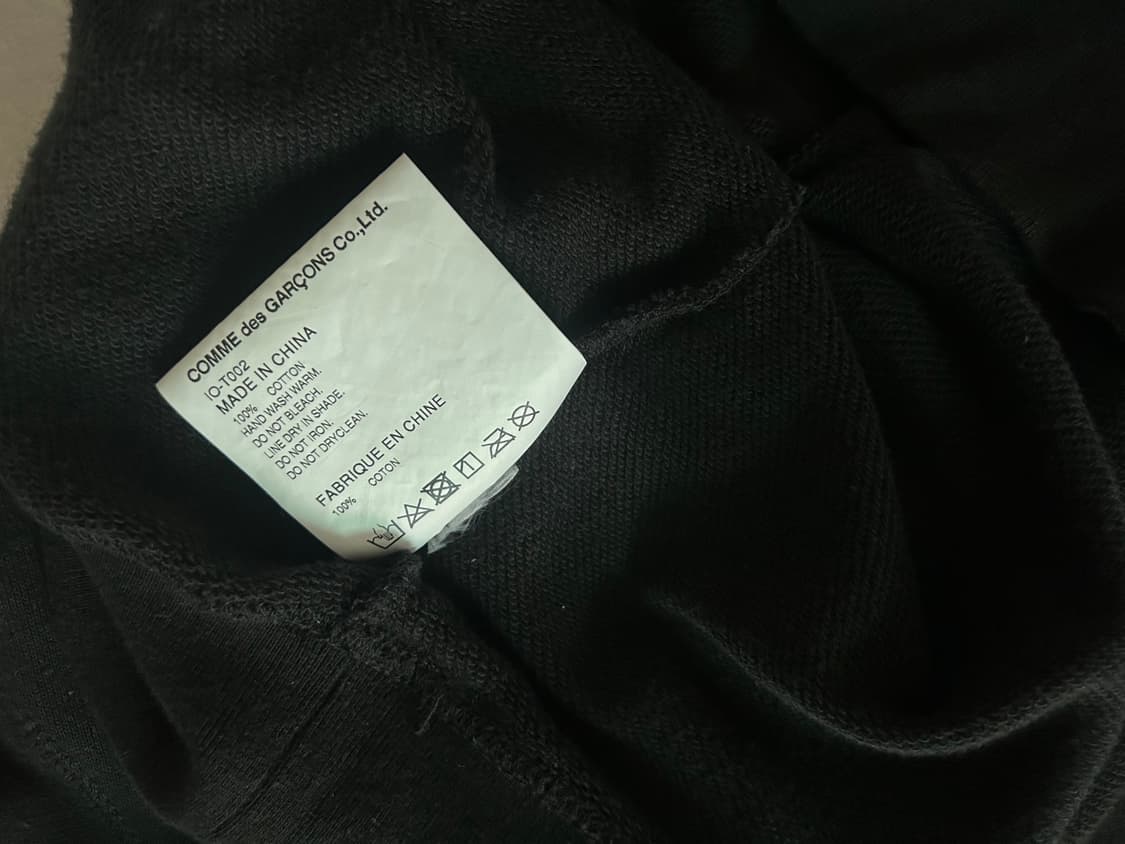 COMME des GARÇONS Co.,Ltd.
IO-T002
MADE IN CHINA
100% COTTON
HAND WASH WARM.
DO NOT BLEACH.
LINE DRY IN SHADE.
DO NOT IRON.
DO NOT DRYCLEAN.
FABRIQUE EN CHINE
100% COTON